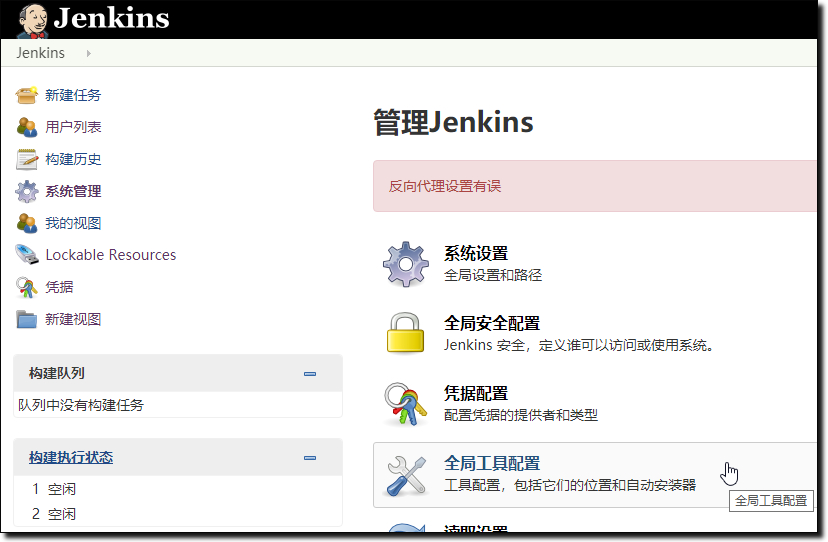 Jenkins
Jenkins
新建任务
用户列表
构建历史
系统管理
我的视图
Lockable Resources
凭据
新建视图
构建队列
队列中没有构建任务
构建执行状态
1 空闲
2 空闲
管理Jenkins
反向代理设置有误
系统设置
全局设置和路径
全局安全配置
Jenkins 安全，定义谁可以访问或使用系统。
凭据配置
配置凭据的提供者和类型
全局工具配置
工具配置，包括它们的位置和自动安装器
全局工具配置
读取设置